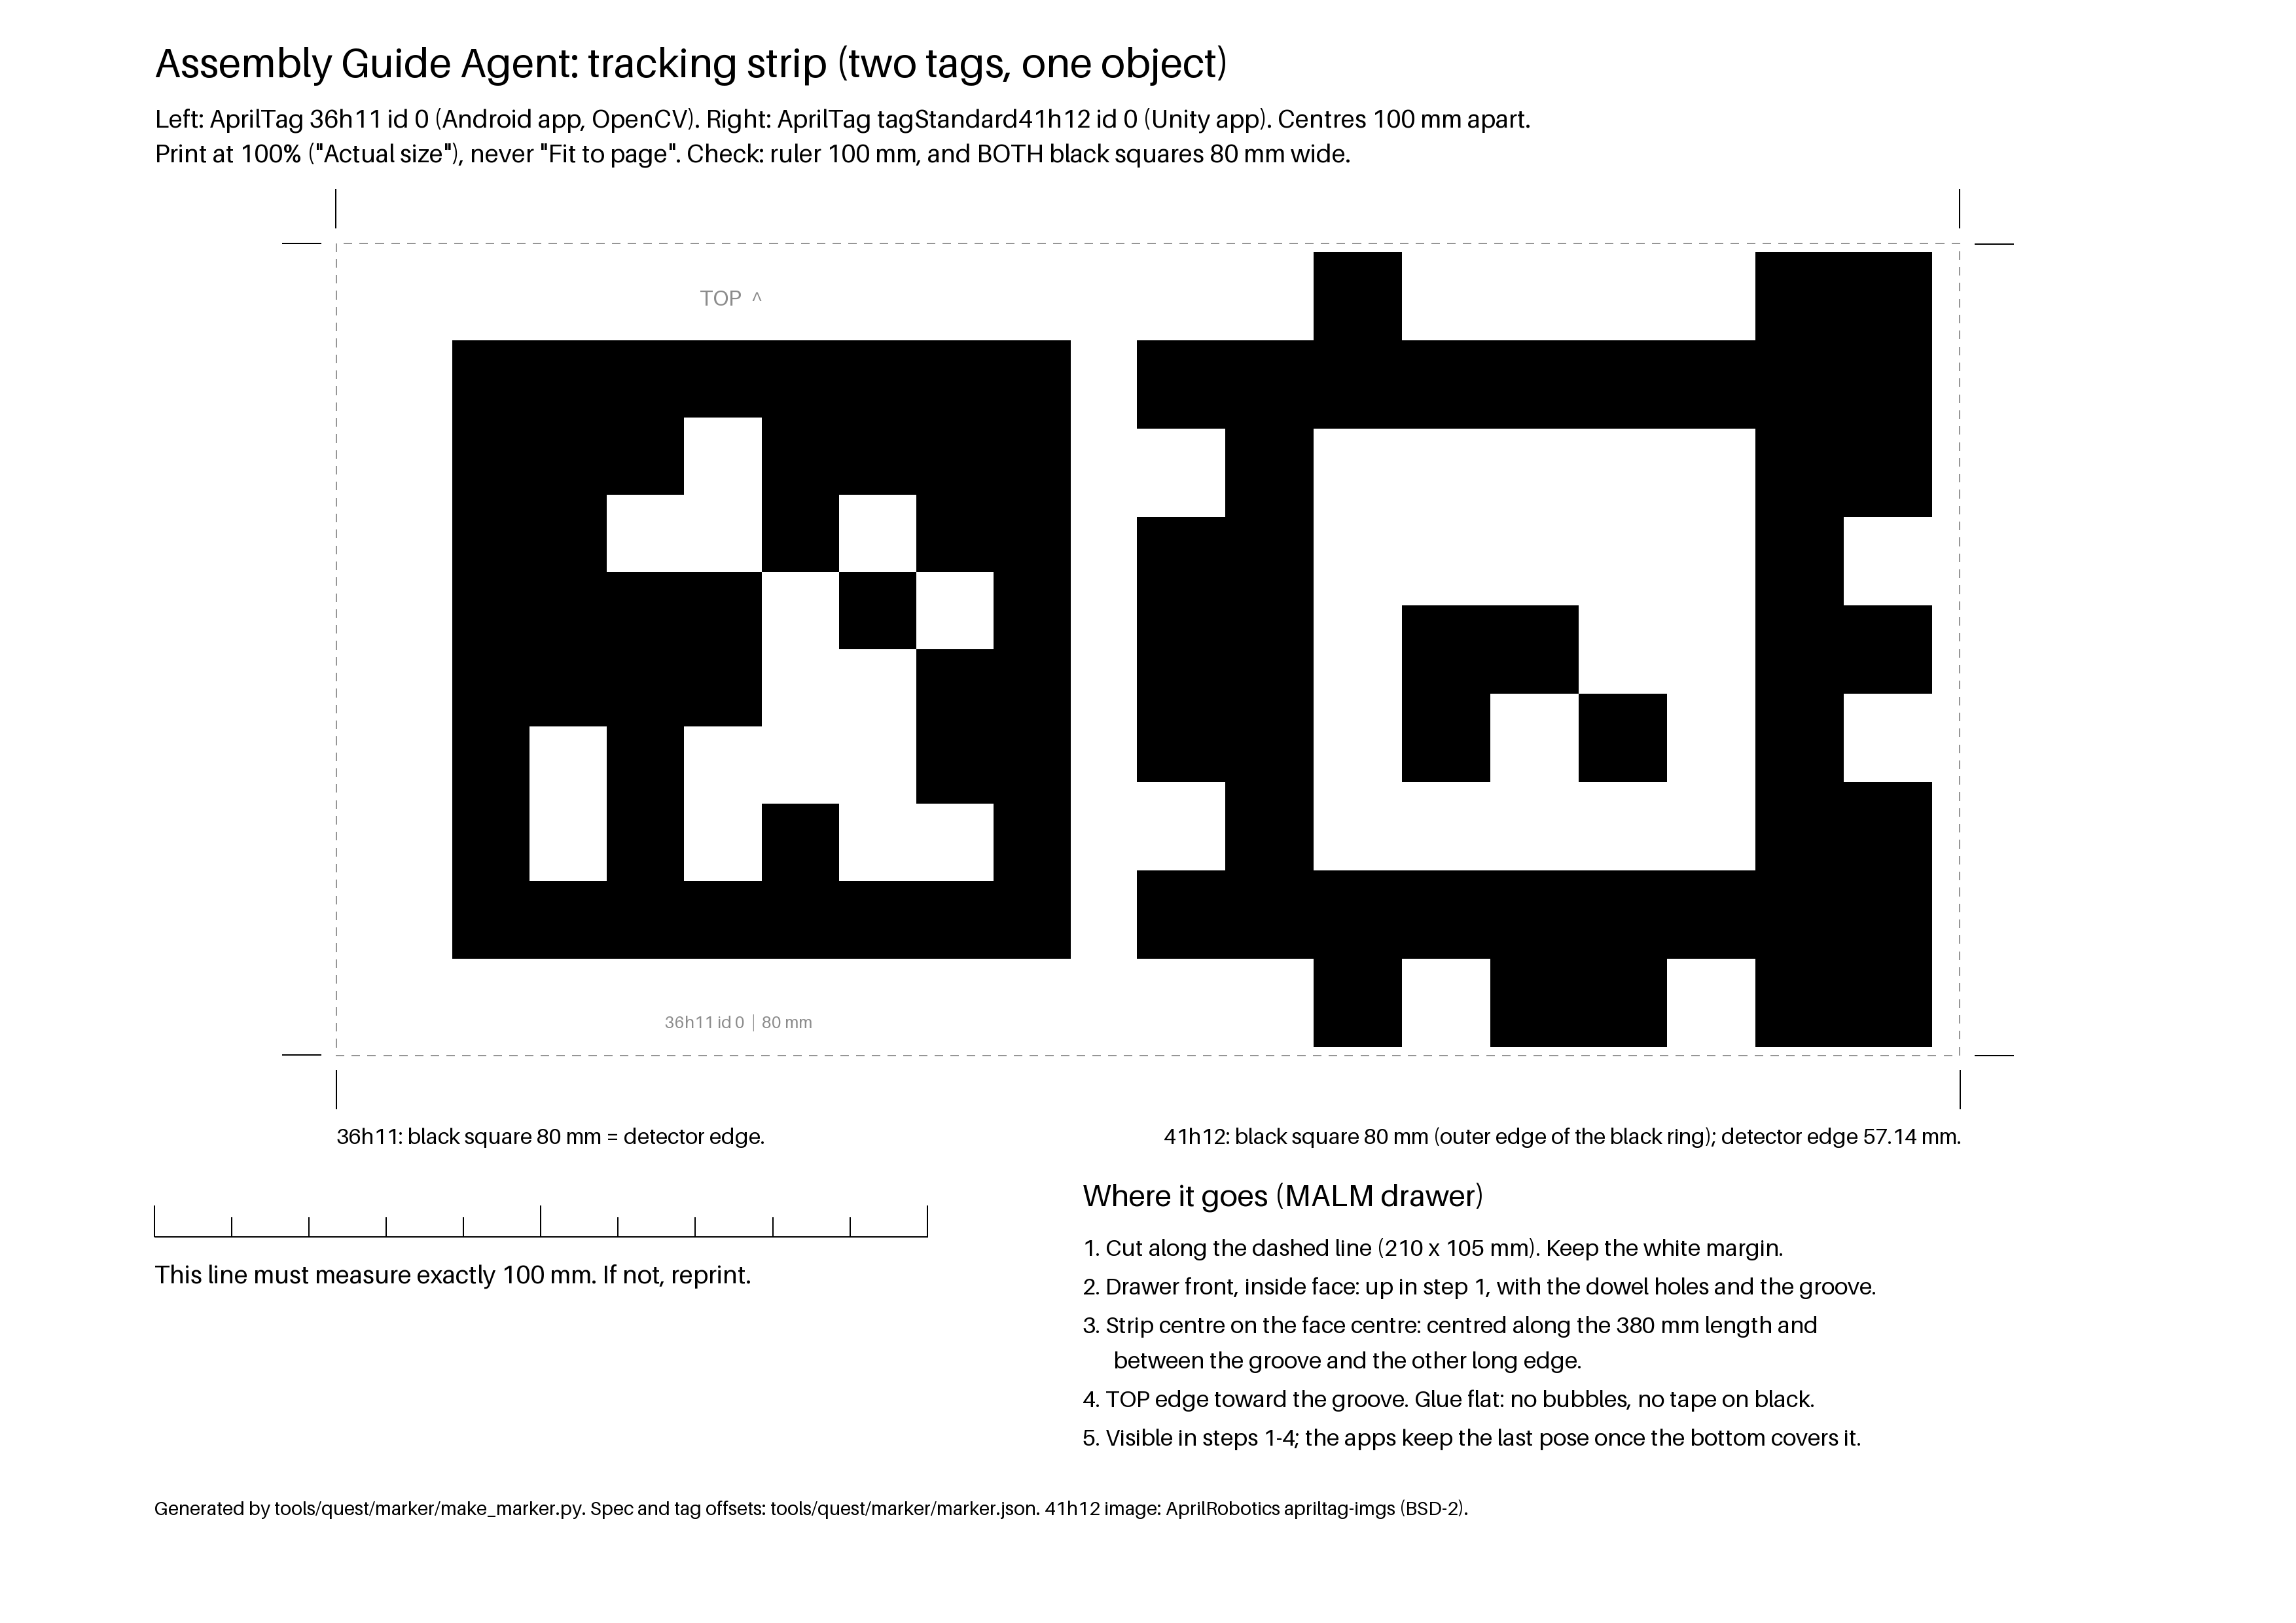 Assembly Guide Agent: tracking strip (two tags, one object)
Left: AprilTag 36h11 id 0 (Android app, OpenCV). Right: AprilTag tagStandard41h12 id 0 (Unity app). Centres 100 mm apart.
Print at 100% ("Actual size"), never "Fit to page". Check: ruler 100 mm, and BOTH black squares 80 mm wide.
TOP ^
36h11 id 0 | 80 mm
36h11: black square 80 mm = detector edge.
41h12: black square 80 mm (outer edge of the black ring); detector edge 57.14 mm.
This line must measure exactly 100 mm. If not, reprint.
Where it goes (MALM drawer)
1. Cut along the dashed line (210 x 105 mm). Keep the white margin.
2. Drawer front, inside face: up in step 1, with the dowel holes and the groove.
3. Strip centre on the face centre: centred along the 380 mm length and
between the groove and the other long edge.
4. TOP edge toward the groove. Glue flat: no bubbles, no tape on black.
5. Visible in steps 1-4; the apps keep the last pose once the bottom covers it.
Generated by tools/quest/marker/make_marker.py. Spec and tag offsets: tools/quest/marker/marker.json. 41h12 image: AprilRobotics apriltag-imgs (BSD-2).